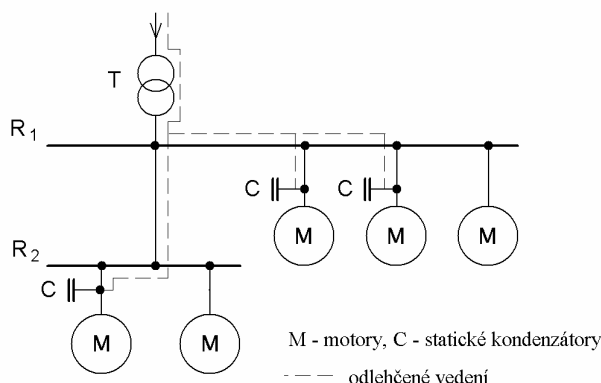 T
R1
C C
M M M
R2
C
M M
M - motory, C - statické kondenzátory
odlehčené vedení